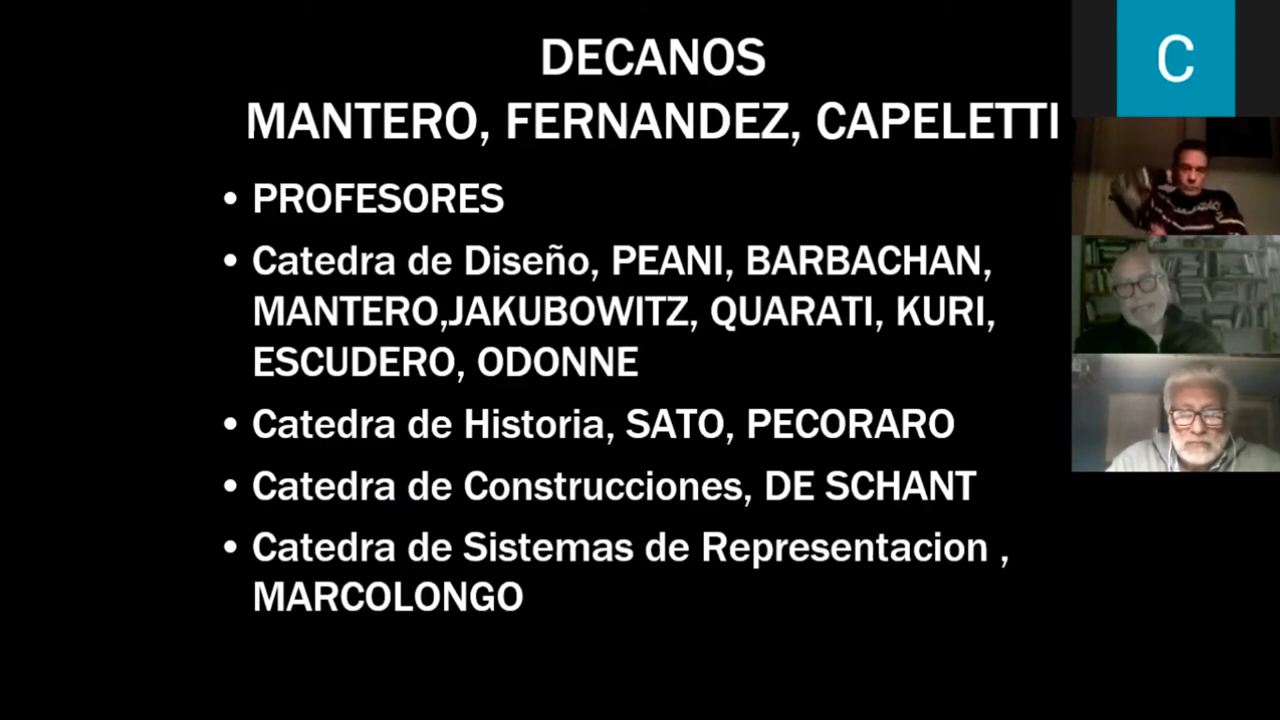 DECANOS
MANTERO, FERNANDEZ, CAPELETTI
• PROFESORES
• Catedra de Diseño, PEANI, BARBACHAN,
MANTERO,JAKUBOWITZ, QUARATI, KURI,
ESCUDERO, ODONNE
• Catedra de Historia, SATO, PECORARO
• Catedra de Construcciones, DE SCHANT
• Catedra de Sistemas de Representacion ,
MARCOLONGO
C